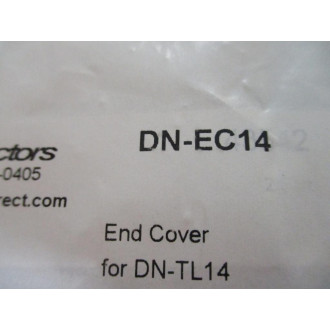 ctors
DN-EC14
-0405
rect.com
End Cover
for DN-TL14